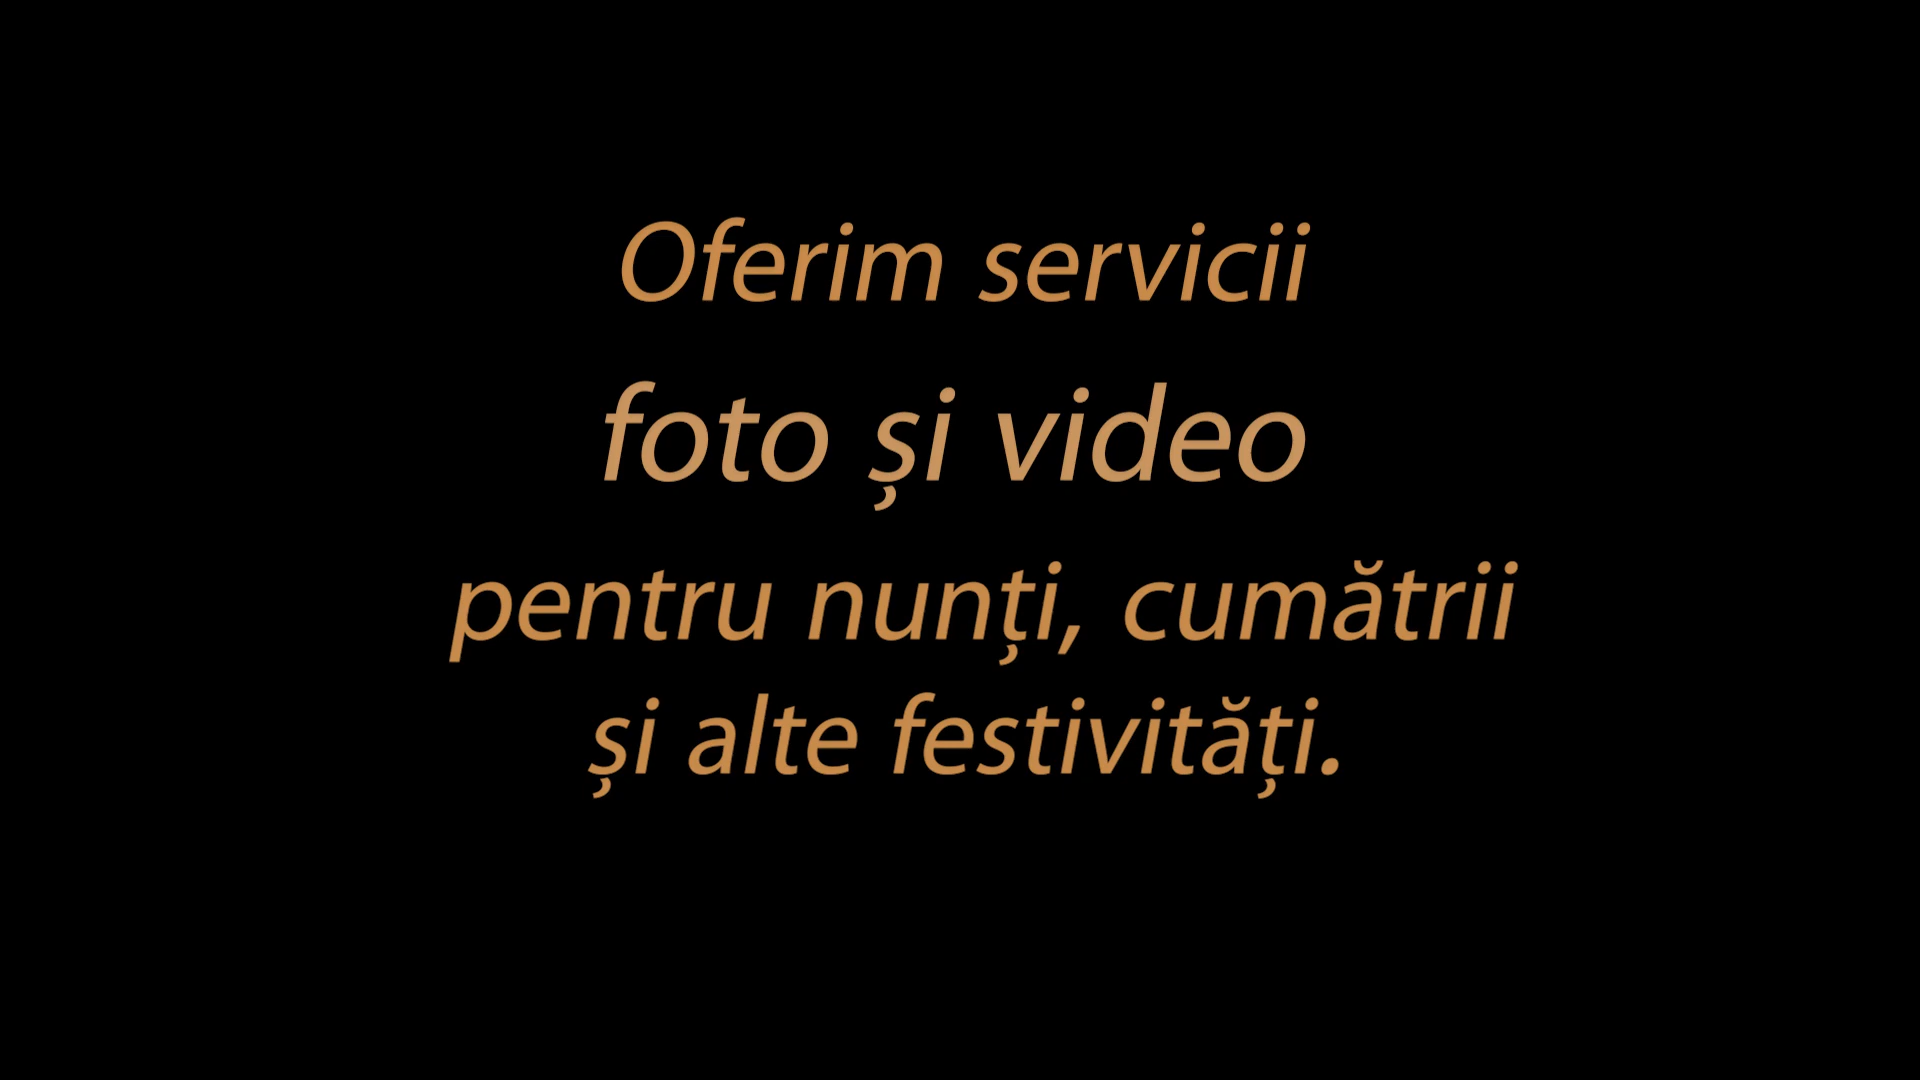 Oferim servicii
foto și video
pentru nunți, cumătrii
și alte festivități.